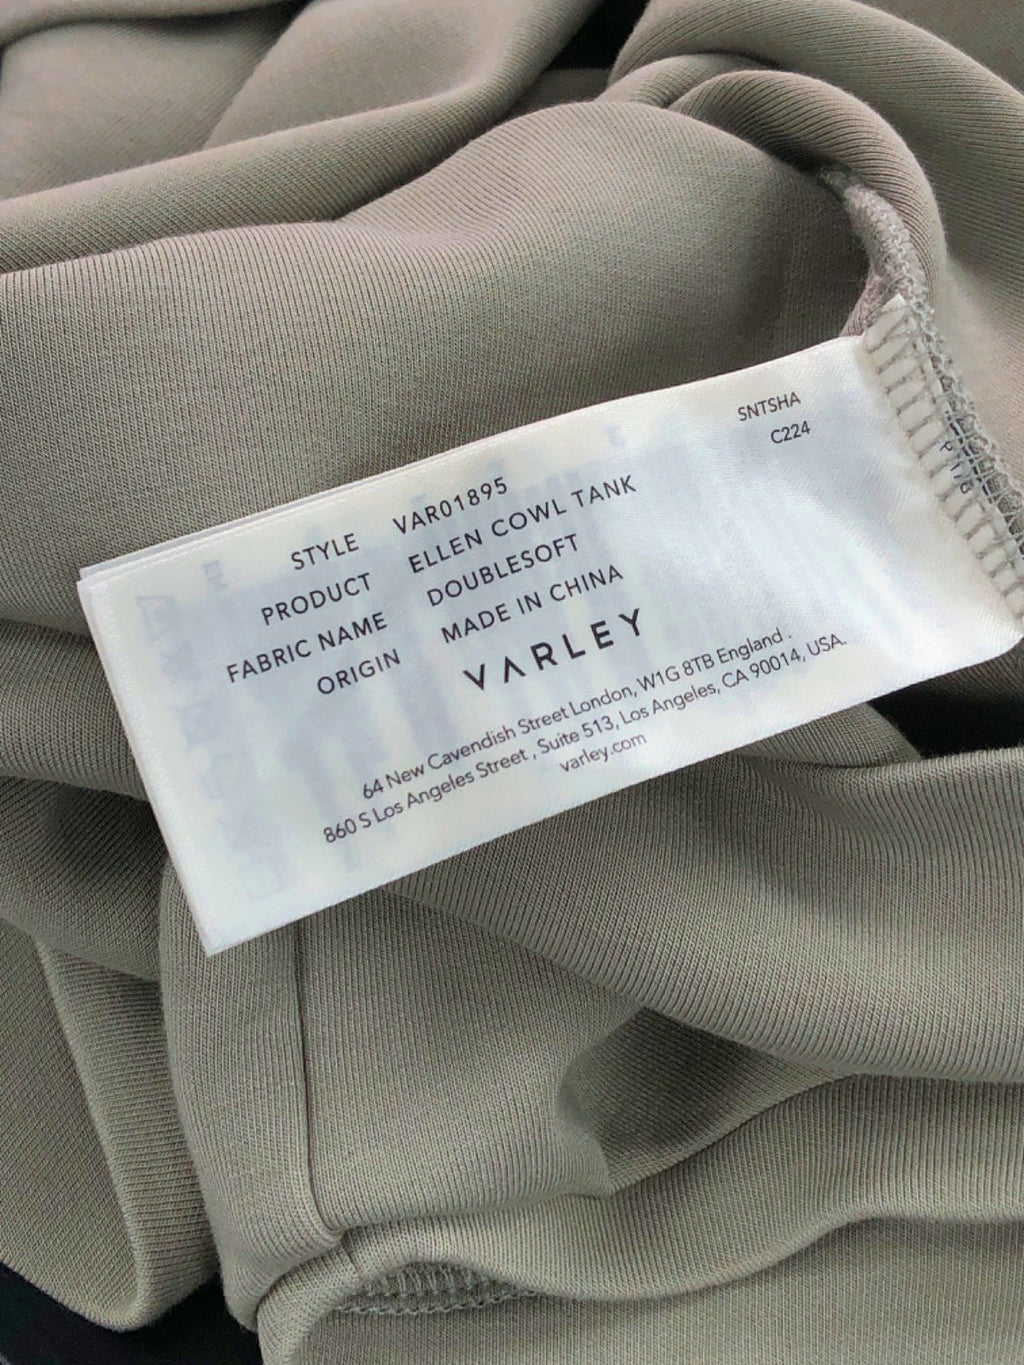 SNTSHA
C224
STYLE VAR01895
PRODUCT ELLEN COWL TANK
FABRIC NAME DOUBLESOFT
ORIGIN MADE IN CHINA
VARLEY
64 New Cavendish Street London, W1G 8TB England .
860 S Los Angeles Street , Suite 513, Los Angeles, CA 90014, USA.
varley.com